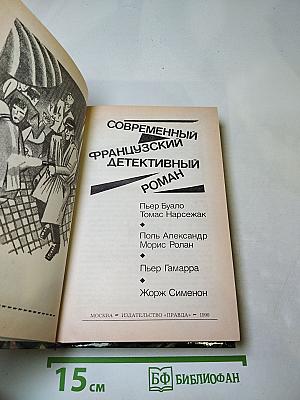 СОВРЕМЕННЫЙ
ФРАНЦУЗСКИЙ
ДЕТЕКТИВНЫЙ
РОМАН
Пьер Буало
Томас Нарсежак
Поль Александр
Морис Ролан
Пьер Гамарра
Жорж Сименон
МОСКВА – ИЗДАТЕЛЬСТВО «ПРАВДА» – 1990
15 см
БФ БИБЛИОФАН